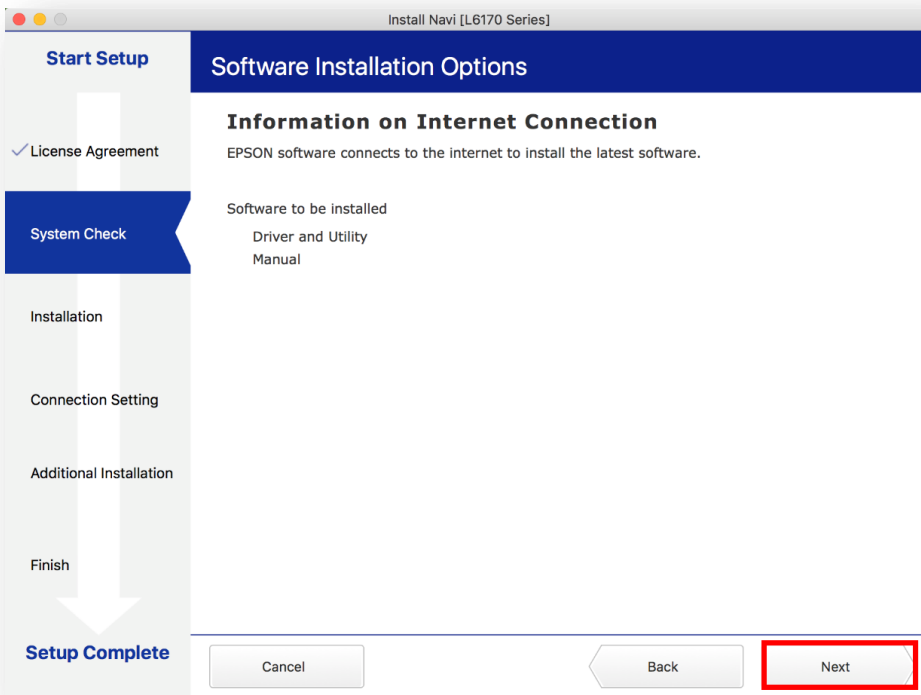 Install Navi [L6170 Series]
Start Setup
License Agreement
System Check
Installation
Connection Setting
Additional Installation
Finish
Setup Complete
Software Installation Options
Information on Internet Connection
EPSON software connects to the internet to install the latest software.
Software to be installed
Driver and Utility
Manual
Cancel
Back
Next